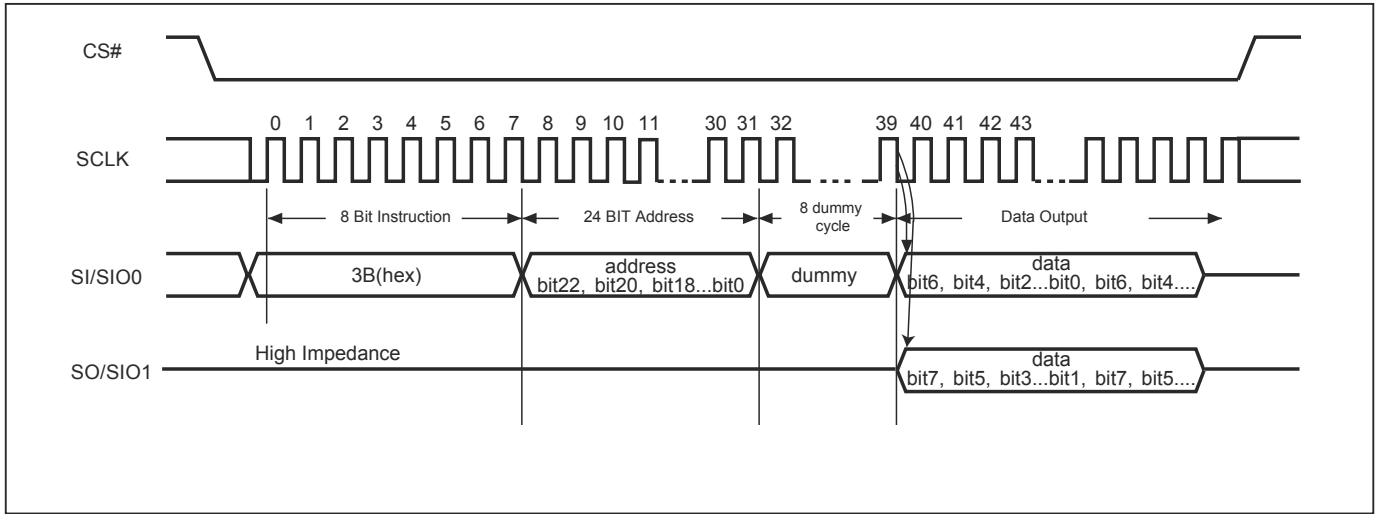 CS#
0 1 2 3 4 5 6 7 8 9 10 11 30 31 32 39 40 41 42 43
SCLK
8 Bit Instruction 24 BIT Address 8 dummy cycle Data Output
SI/SIO0
3B(hex)
address
bit22, bit20, bit18...bit0
dummy
data
bit6, bit4, bit2...bit0, bit6, bit4....
High Impedance
SO/SIO1
data
bit7, bit5, bit3...bit1, bit7, bit5....